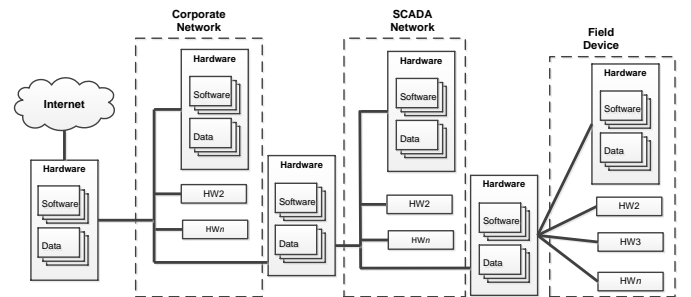 Corporate
Network
SCADA
Network
Field
Device
Internet
Hardware
Software
Data
Hardware
Software
Data
HW2
HWn
Hardware
Software
Data
Hardware
Software
Data
HW2
HWn
Hardware
Software
Data
Hardware
Software
Data
HW2
HW3
HWn